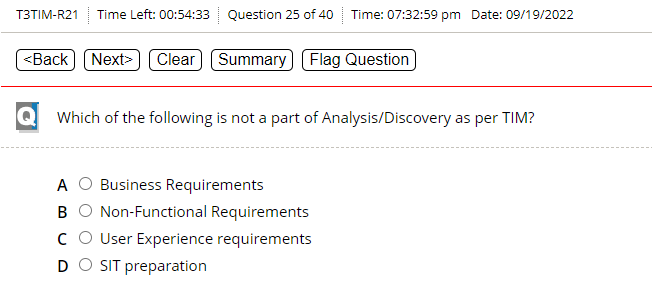 T3TIM-R21 Time Left: 00:54:33 Question 25 of 40 Time: 07:32:59 pm Date: 09/19/2022
<Back Next> Clear Summary Flag Question
Q Which of the following is not a part of Analysis/Discovery as per TIM?
A Business Requirements
B Non-Functional Requirements
C User Experience requirements
D SIT preparation